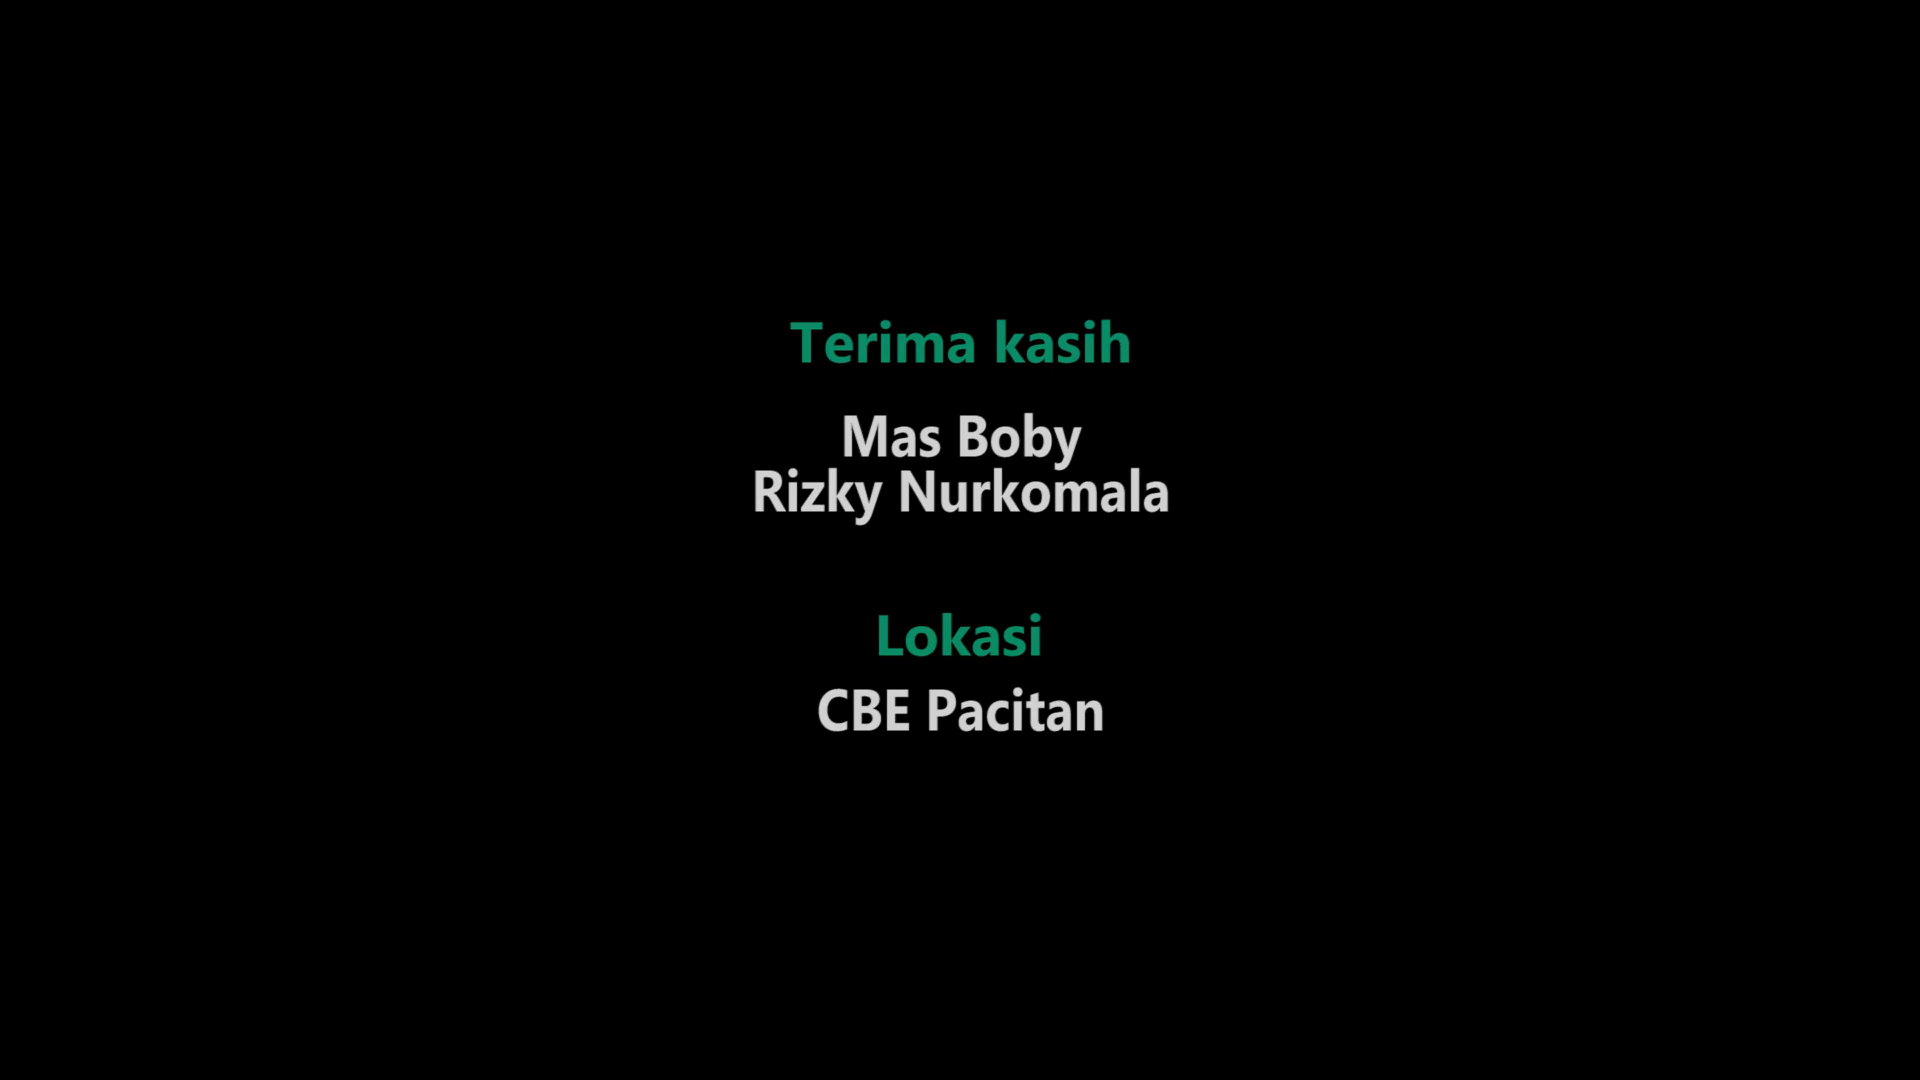 Terima kasih
Mas Boby
Rizky Nurkomala
Lokasi
CBE Pacitan